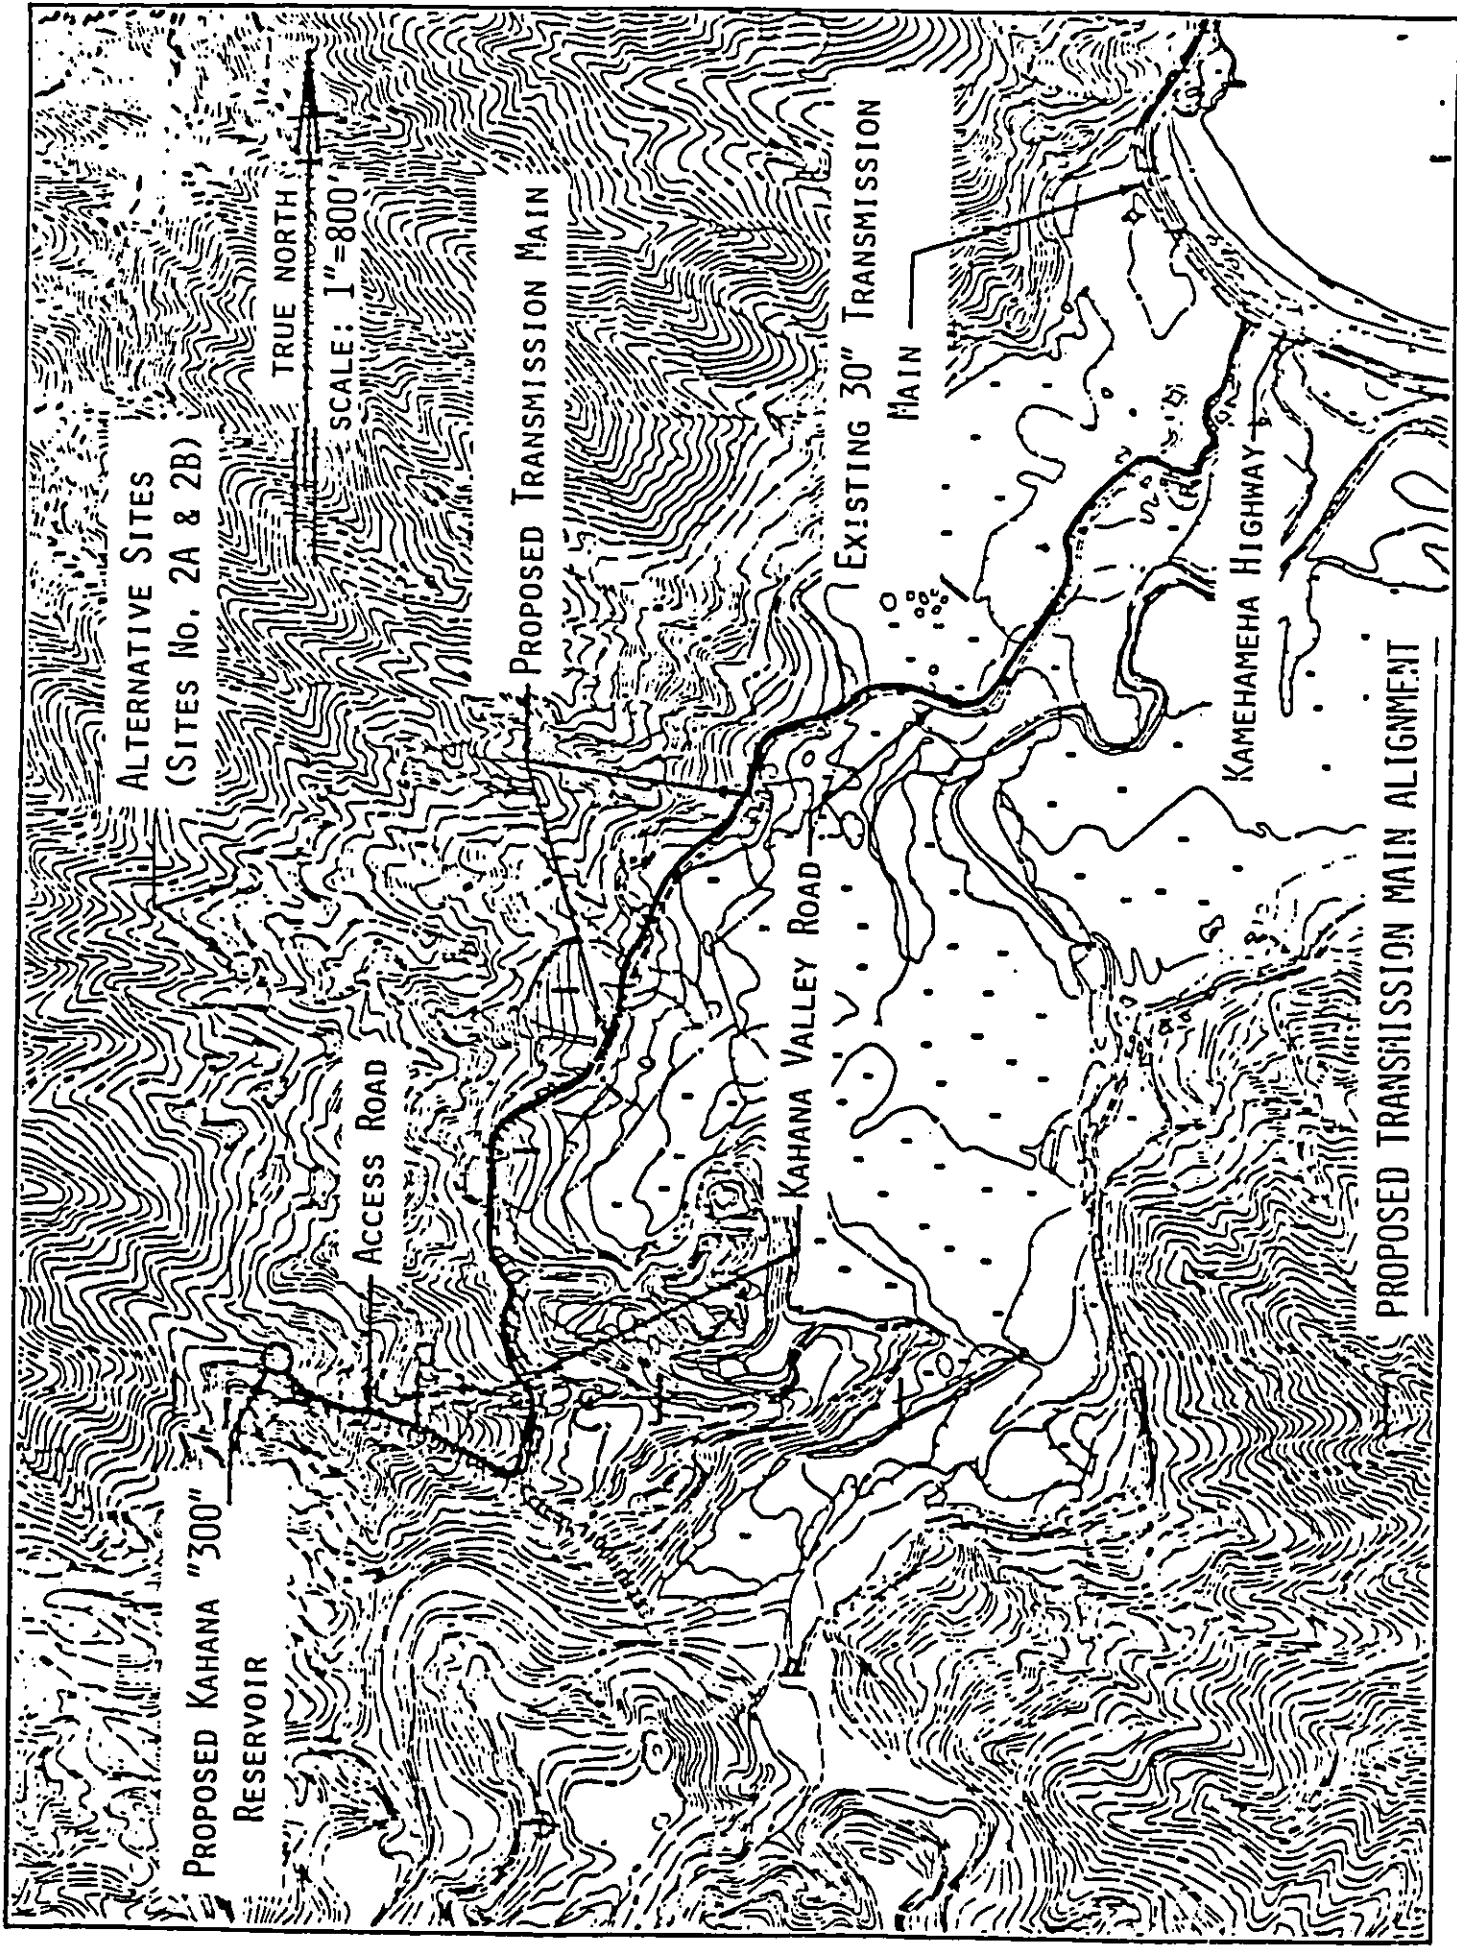 PROPOSED KAHANA "300"
RESERVOIR
ACCESS ROAD
ALTERNATIVE SITES
(SITES No. 2A & 2B)
TRUE NORTH
SCALE: 1"=800'
PROPOSED TRANSMISSION MAIN
EXISTING 30" TRANSMISSION
MAIN
KAHANA VALLEY ROAD
KAMEHAMEHA HIGHWAY
PROPOSED TRANSMISSION MAIN ALIGNMENT